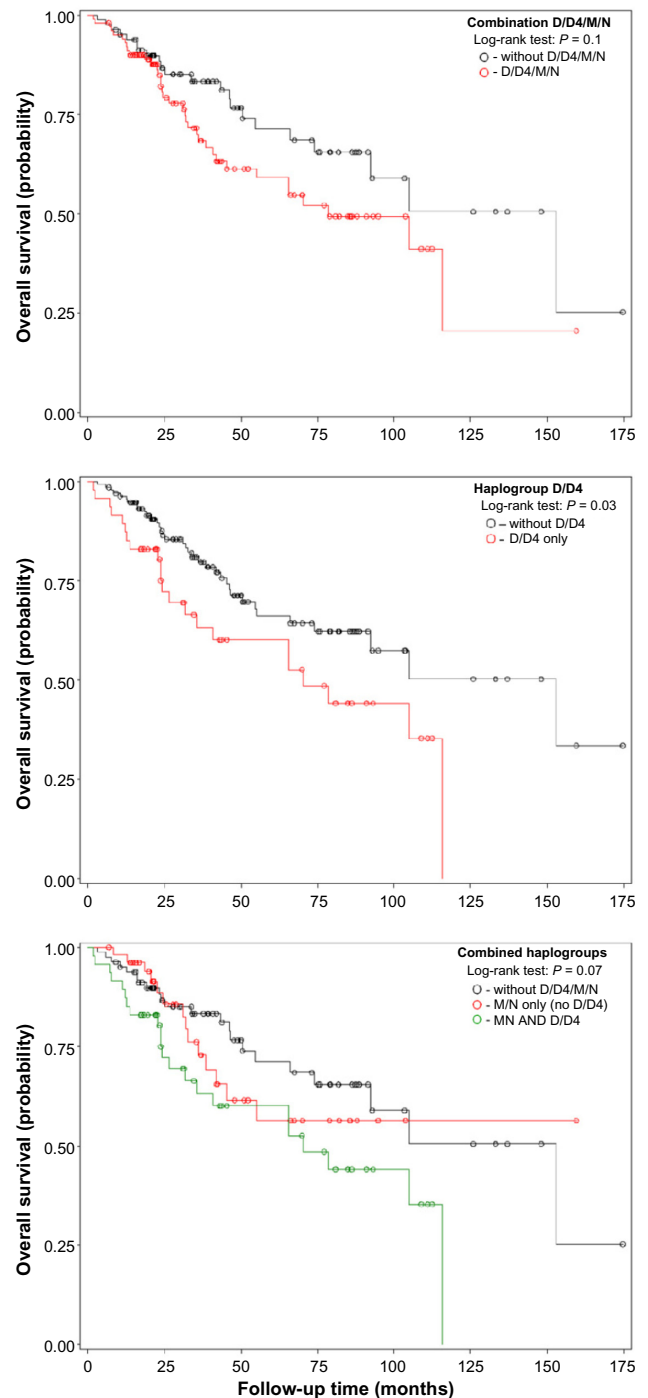 Combination D/D4/M/N
Log-rank test: P = 0.1
- without D/D4/M/N
- D/D4/M/N
Overall survival (probability)
1.00
0.75
0.50
0.25
0.00
0 25 50 75 100 125 150 175
Haplogroup D/D4
Log-rank test: P = 0.03
– without D/D4
- D/D4 only
Overall survival (probability)
1.00
0.75
0.50
0.25
0.00
0 25 50 75 100 125 150 175
Combined haplogroups
Log-rank test: P = 0.07
- without D/D4/M/N
- M/N only (no D/D4)
- MN AND D/D4
Overall survival (probability)
1.00
0.75
0.50
0.25
0.00
0 25 50 75 100 125 150 175
Follow-up time (months)